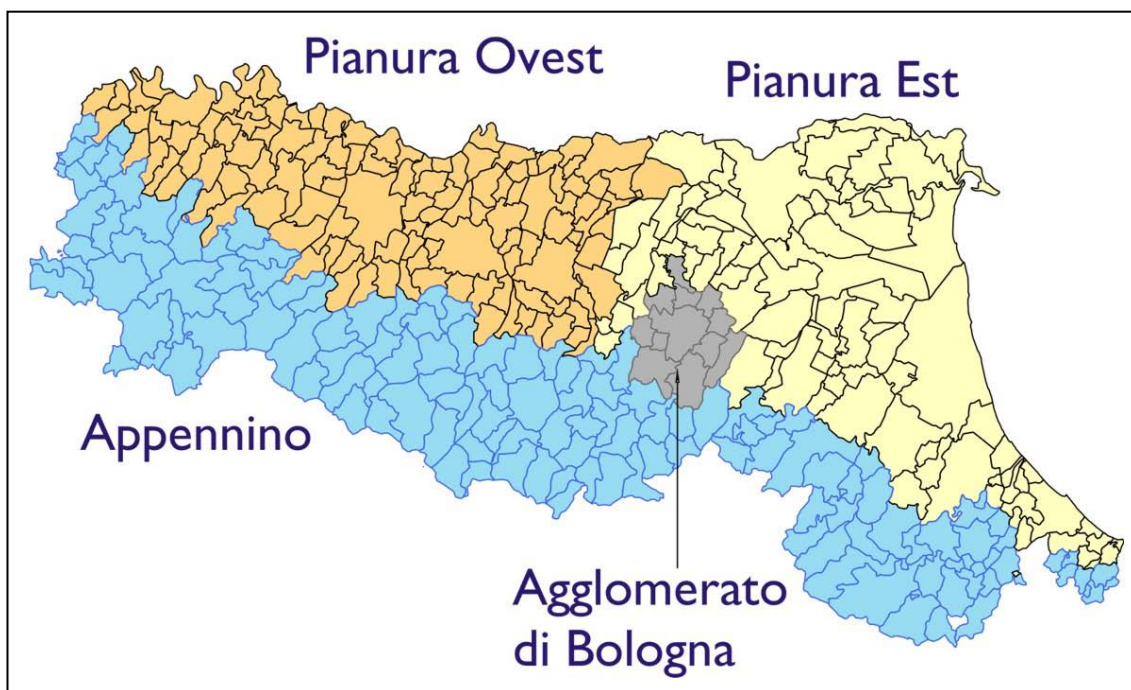 Pianura Ovest
Pianura Est
Appennino
Agglomerato
di Bologna